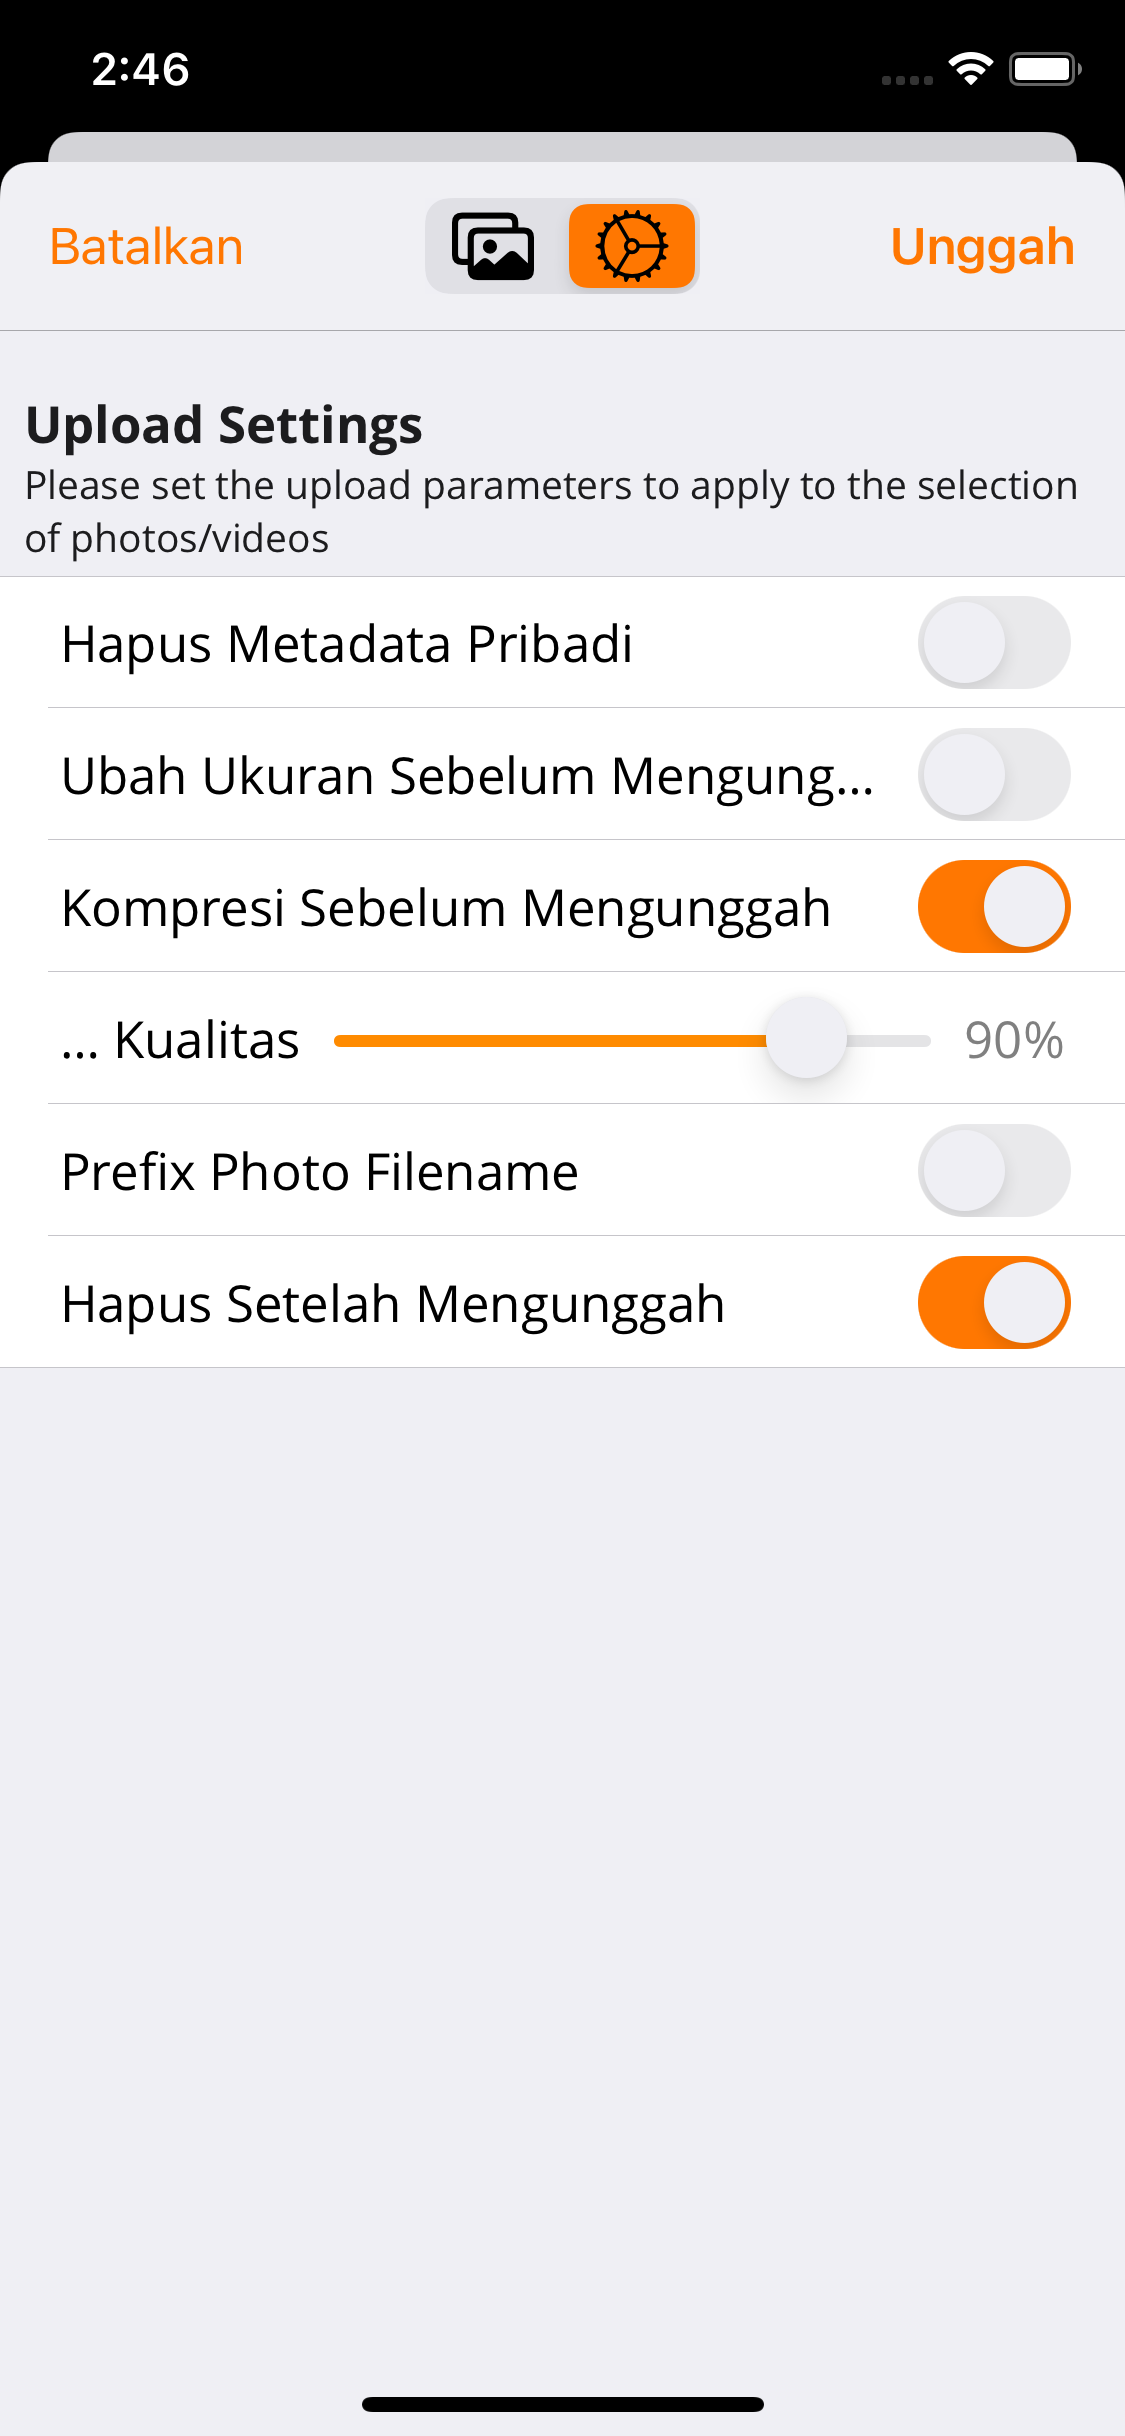 2:46
Batalkan
Unggah
Upload Settings
Please set the upload parameters to apply to the selection
of photos/videos
Hapus Metadata Pribadi
Ubah Ukuran Sebelum Mengung...
Kompresi Sebelum Mengunggah
... Kualitas
90%
Prefix Photo Filename
Hapus Setelah Mengunggah